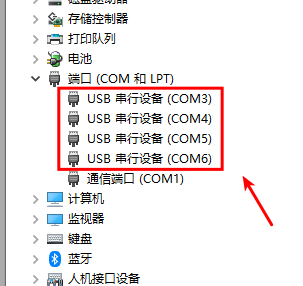 存储控制器
打印队列
电池
端口 (COM 和 LPT)
USB 串行设备 (COM3)
USB 串行设备 (COM4)
USB 串行设备 (COM5)
USB 串行设备 (COM6)
通信端口 (COM1)
计算机
监视器
键盘
蓝牙
人机接口设备